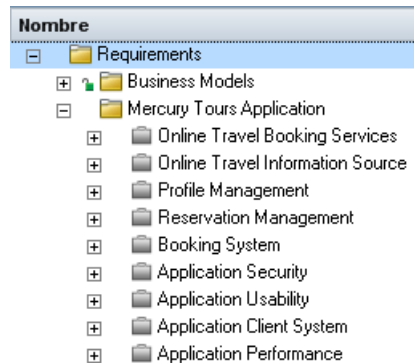 Nombre
Requirements
Business Models
Mercury Tours Application
Online Travel Booking Services
Online Travel Information Source
Profile Management
Reservation Management
Booking System
Application Security
Application Usability
Application Client System
Application Performance